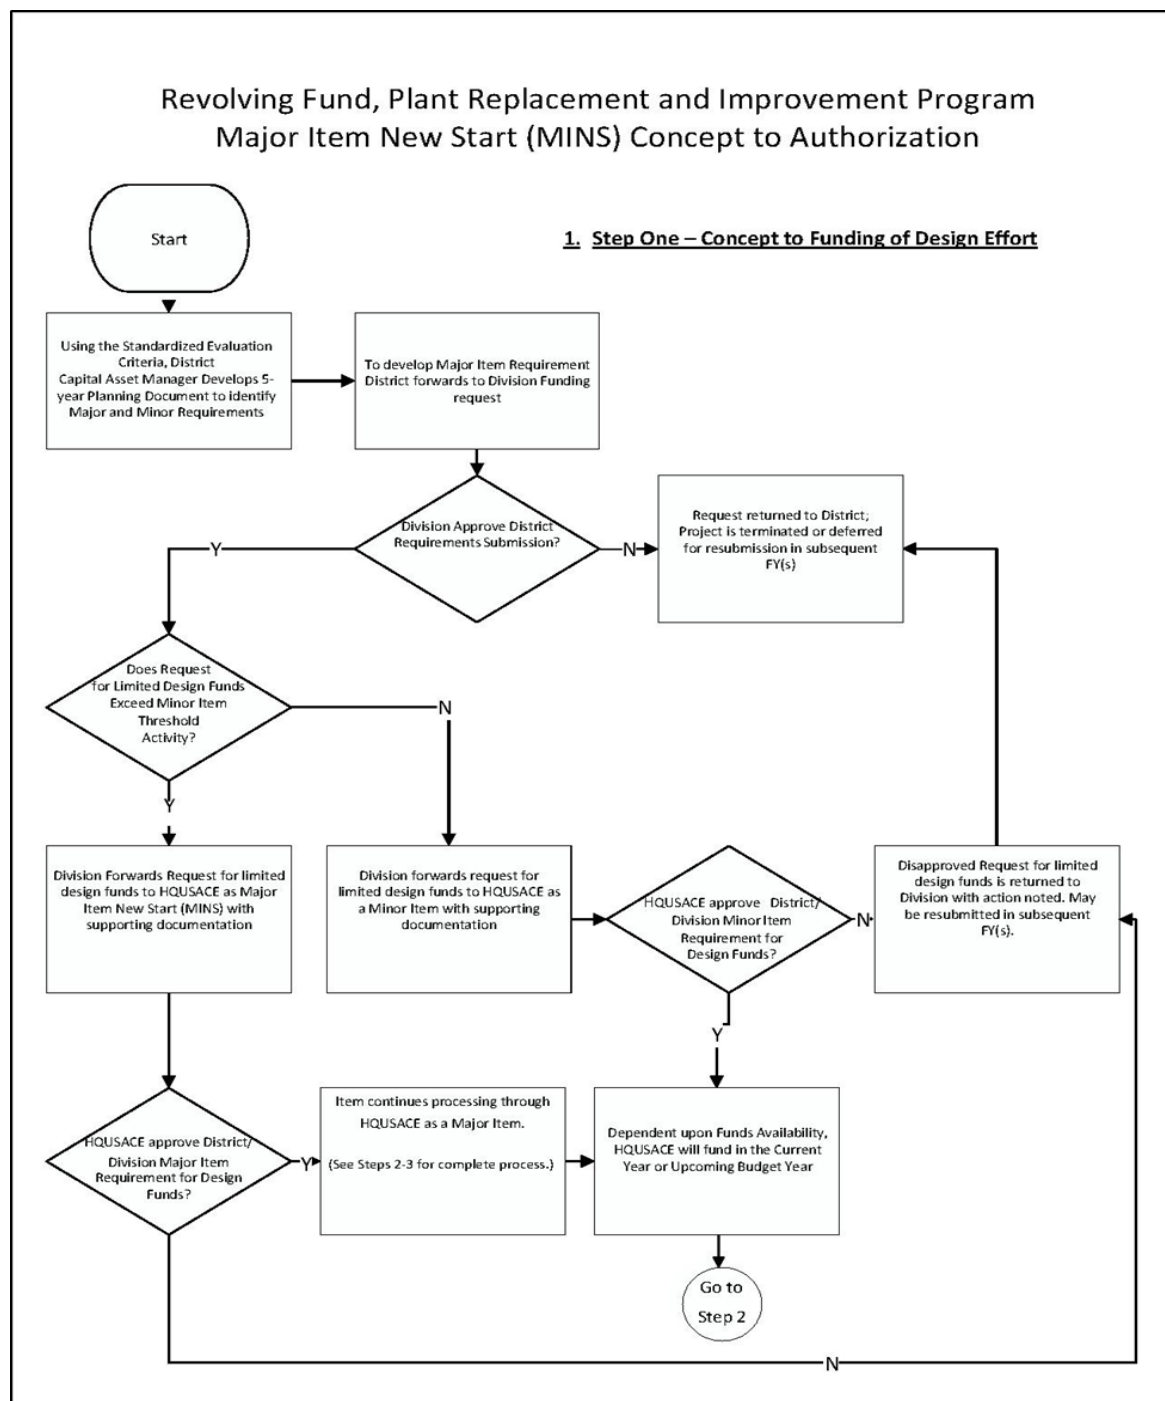 Revolving Fund, Plant Replacement and Improvement Program
Major Item New Start (MINS) Concept to Authorization
Start
1. Step One – Concept to Funding of Design Effort
Using the Standardized Evaluation
Criteria, District
Capital Asset Manager Develops 5-
year Planning Document to identify
Major and Minor Requirements
To develop Major Item Requirement
District forwards to Division Funding
request
Division Approve District
Requirements Submission?
Y
N
Request returned to District;
Project is terminated or deferred
for resubmission in subsequent
FY(s)
Does Request
for Limited Design Funds
Exceed Minor Item
Threshold
Activity?
N
Y
Division Forwards Request for limited
design funds to HQUSACE as Major
Item New Start (MINS) with
supporting documentation
Division forwards request for
limited design funds to HQUSACE as
a Minor Item with supporting
documentation
HQUSACE approve District/
Division Minor Item
Requirement for
Design Funds?
N
Disapproved Request for limited
design funds is returned to
Division with action noted. May
be resubmitted in subsequent
FY(s).
Y
HQUSACE approve District/
Division Major Item
Requirement for Design
Funds?
Y
Item continues processing through
HQUSACE as a Major Item.
(See Steps 2-3 for complete process.)
Dependent upon Funds Availability,
HQUSACE will fund in the Current
Year or Upcoming Budget Year
Go to
Step 2
N